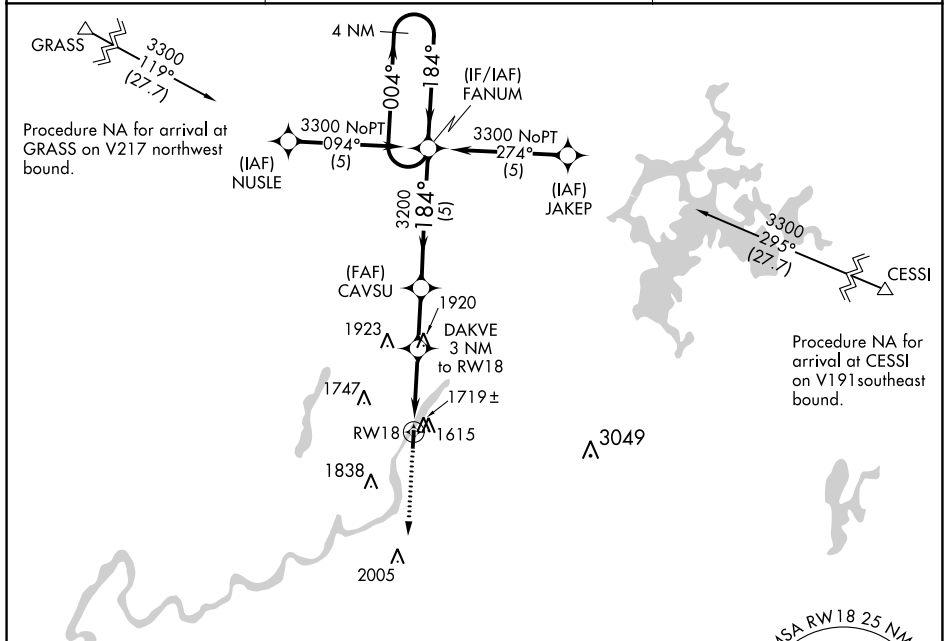 4 NM
GRASS
3300
119°
(27.7)
Procedure NA for arrival at
GRASS on V217 northwest
bound.
004°
184°
(IF/IAF)
FANUM
3300 NoPT
094°
(5)
(IAF)
NUSLE
3300 NoPT
274°
(5)
(IAF)
JAKEP
3200
184°
(5)
3300
295°
(27.7)
CESSI
Procedure NA for
arrival at CESSI
on V191southeast
bound.
(FAF)
CAVSU
1920
1923
DAKVE
3 NM
to RW18
1747
1719±
RW18
1615
3049
1838
2005
MSA RW18 25 NM